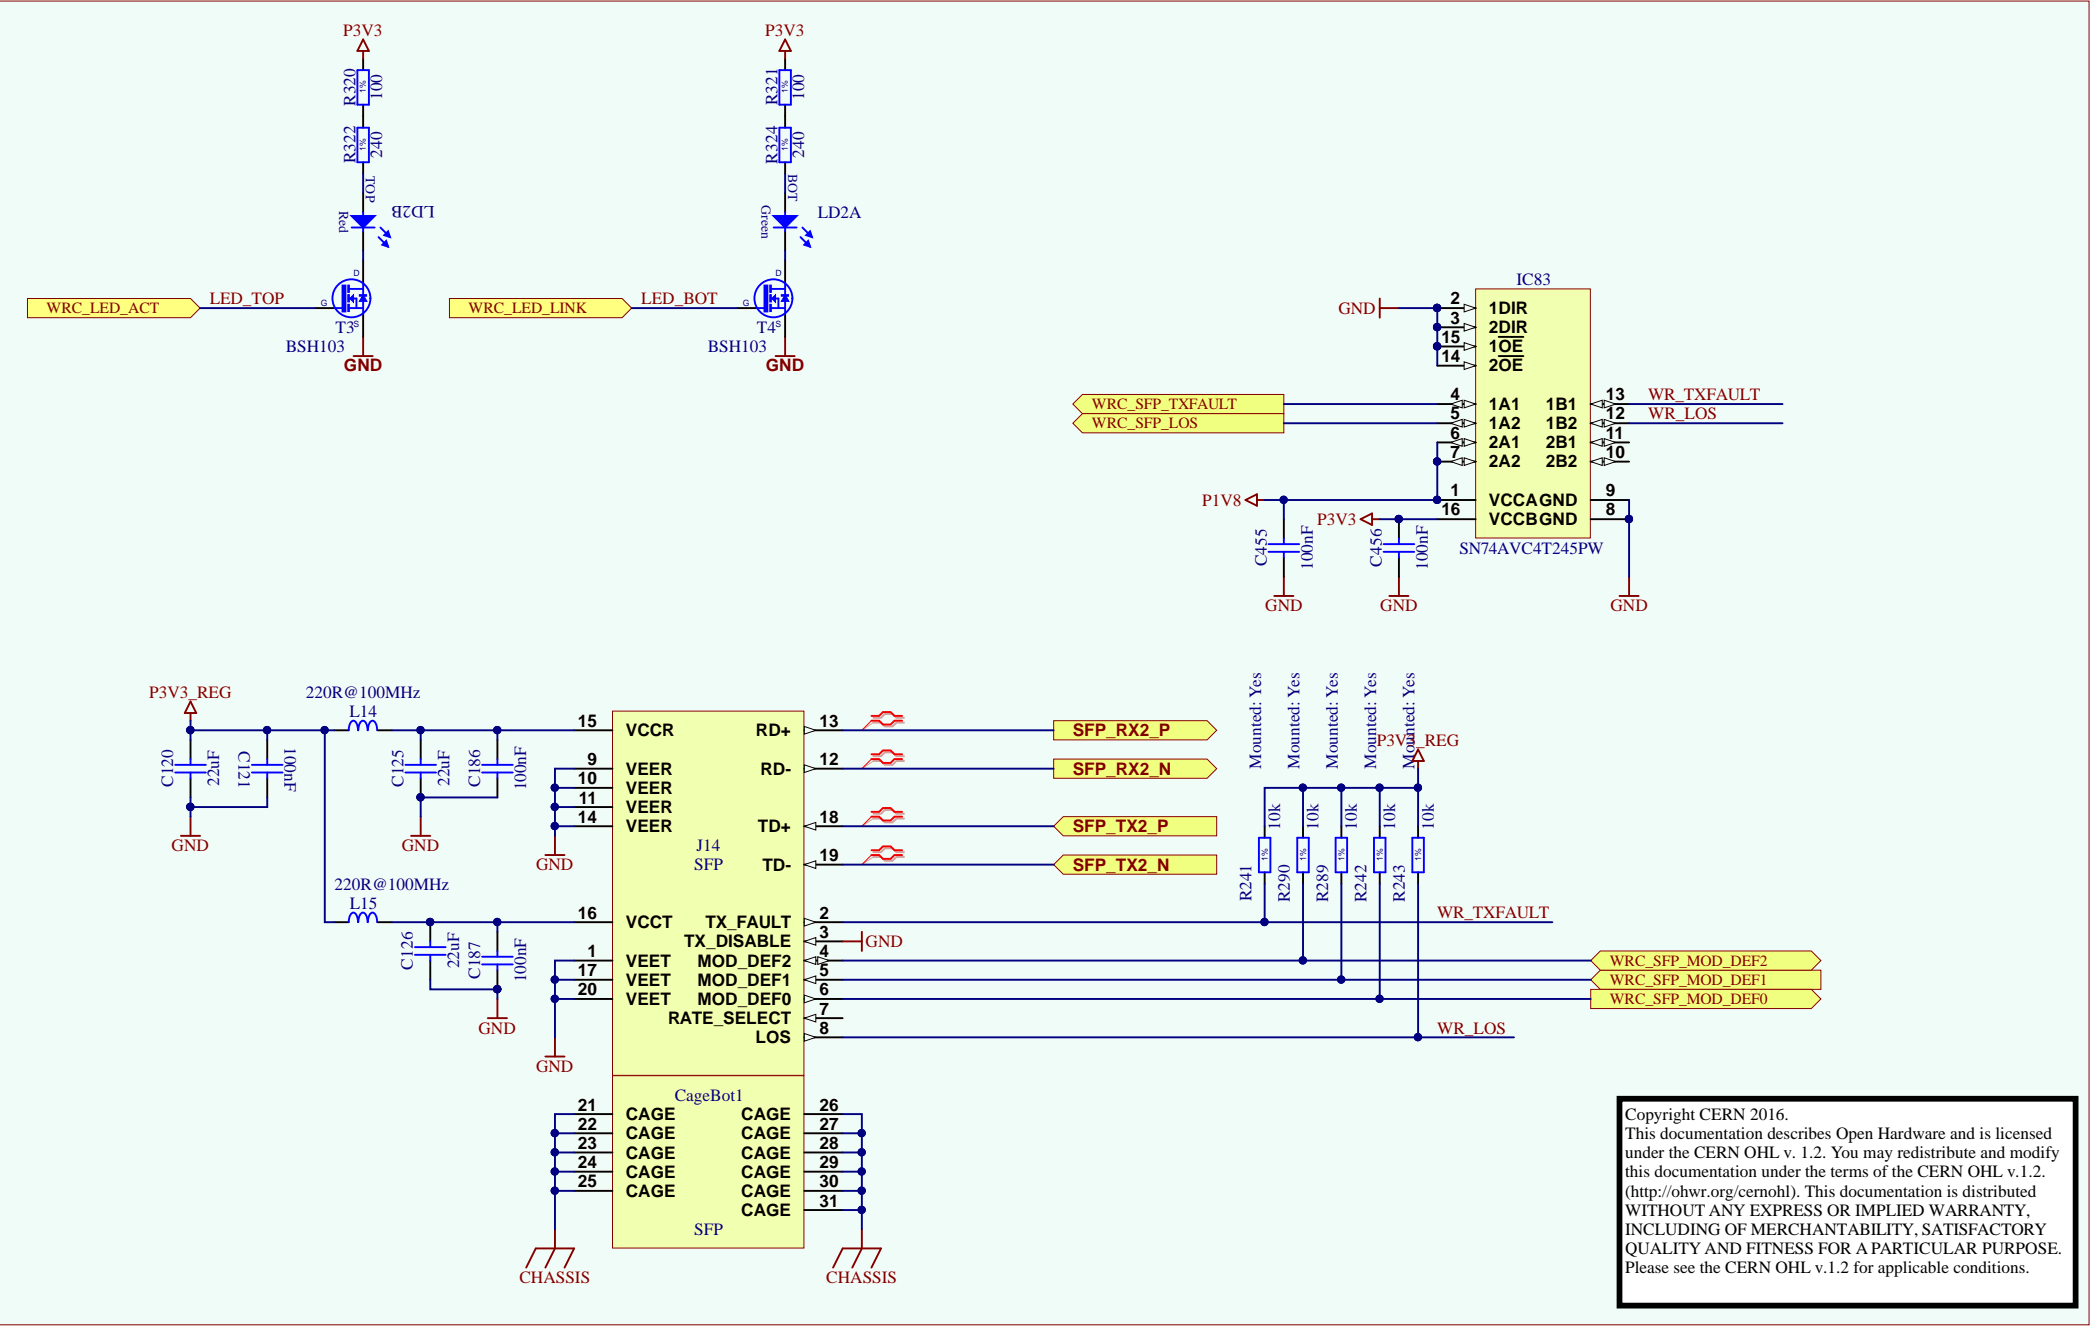 P3V3
R320
1%
100
R322
1%
240
TOP
Red
LD2B
D
G
S
WRC_LED_ACT
LED_TOP
T3
BSH103
GND
P3V3
R321
1%
100
R324
1%
240
BOT
Green
LD2A
D
G
S
WRC_LED_LINK
LED_BOT
T4
BSH103
GND
IC83
GND
2 1DIR
3 2DIR
15 1OE
14 2OE
WRC_SFP_TXFAULT
4 1A1 1B1 13 WR_TXFAULT
WRC_SFP_LOS
5 1A2 1B2 12 WR_LOS
6 2A1 2B1 11
7 2A2 2B2 10
P1V8
1 VCCA GND 9
P3V3
16 VCCB GND 8
SN74AVC4T245PW
C455
100nF
C456
100nF
GND
GND
GND
P3V3_REG
220R@100MHz
L14
C120
22uF
C121
100nF
C125
22uF
C186
100nF
GND
GND
GND
220R@100MHz
L15
C126
22uF
C187
100nF
GND
GND
15 VCCR RD+ 13
9 VEER RD- 12
10 VEER
11 VEER
14 VEER TD+ 18
J14
SFP
TD- 19
16 VCCT TX_FAULT 2
TX_DISABLE 3 GND
1 VEET MOD_DEF2 4
17 VEET MOD_DEF1 5
20 VEET MOD_DEF0 6
RATE_SELECT 7
LOS 8
SFP_RX2_P
SFP_RX2_N
SFP_TX2_P
SFP_TX2_N
Mounted: Yes
Mounted: Yes
Mounted: Yes
Mounted: Yes
Mounted: Yes
P3V3_REG
10k
10k
10k
10k
10k
1%
1%
1%
1%
1%
R241
R290
R289
R242
R243
WR_TXFAULT
WRC_SFP_MOD_DEF2
WRC_SFP_MOD_DEF1
WRC_SFP_MOD_DEF0
WR_LOS
CageBot1
21 CAGE CAGE 26
22 CAGE CAGE 27
23 CAGE CAGE 28
24 CAGE CAGE 29
25 CAGE CAGE 30
CAGE 31
SFP
CHASSIS
CHASSIS
Copyright CERN 2016.
This documentation describes Open Hardware and is licensed
under the CERN OHL v. 1.2. You may redistribute and modify
this documentation under the terms of the CERN OHL v.1.2.
(http://ohwr.org/cernohl). This documentation is distributed
WITHOUT ANY EXPRESS OR IMPLIED WARRANTY,
INCLUDING OF MERCHANTABILITY, SATISFACTORY
QUALITY AND FITNESS FOR A PARTICULAR PURPOSE.
Please see the CERN OHL v.1.2 for applicable conditions.